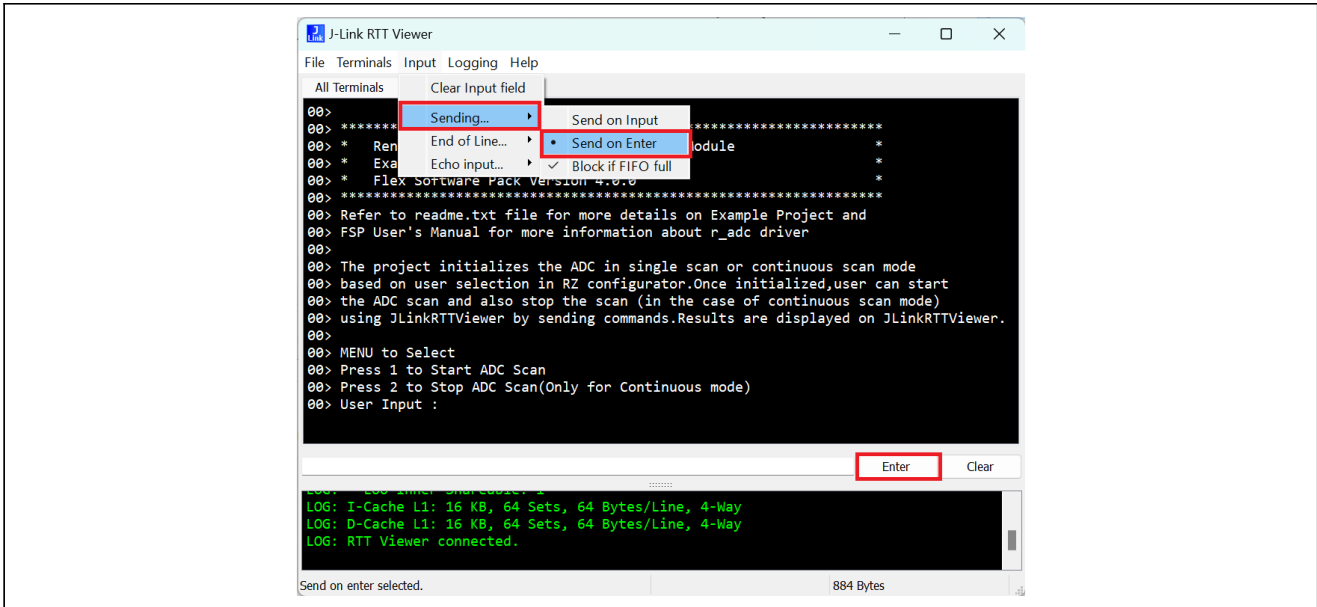 J-Link RTT Viewer
File Terminals Input Logging Help
All Terminals
Clear Input field
Sending...
End of Line...
Echo input...
Send on Input
Send on Enter
Block if FIFO full
00>
00> ******* **************************
00> * Ren odule *
00> * Exa *
00> * Flex Software Pack Version 4.0.0 *
00> *******************************************************************
00> Refer to readme.txt file for more details on Example Project and
00> FSP User's Manual for more information about r_adc driver
00>
00> The project initializes the ADC in single scan or continuous scan mode
00> based on user selection in RZ configurator.Once initialized,user can start
00> the ADC scan and also stop the scan (in the case of continuous scan mode)
00> using JLinkRTTViewer by sending commands.Results are displayed on JLinkRTTViewer.
00>
00> MENU to Select
00> Press 1 to Start ADC Scan
00> Press 2 to Stop ADC Scan(Only for Continuous mode)
00> User Input :
Enter
Clear
LOG: - LoU Inner Shareable: 1
LOG: I-Cache L1: 16 KB, 64 Sets, 64 Bytes/Line, 4-Way
LOG: D-Cache L1: 16 KB, 64 Sets, 64 Bytes/Line, 4-Way
LOG: RTT Viewer connected.
Send on enter selected.
884 Bytes